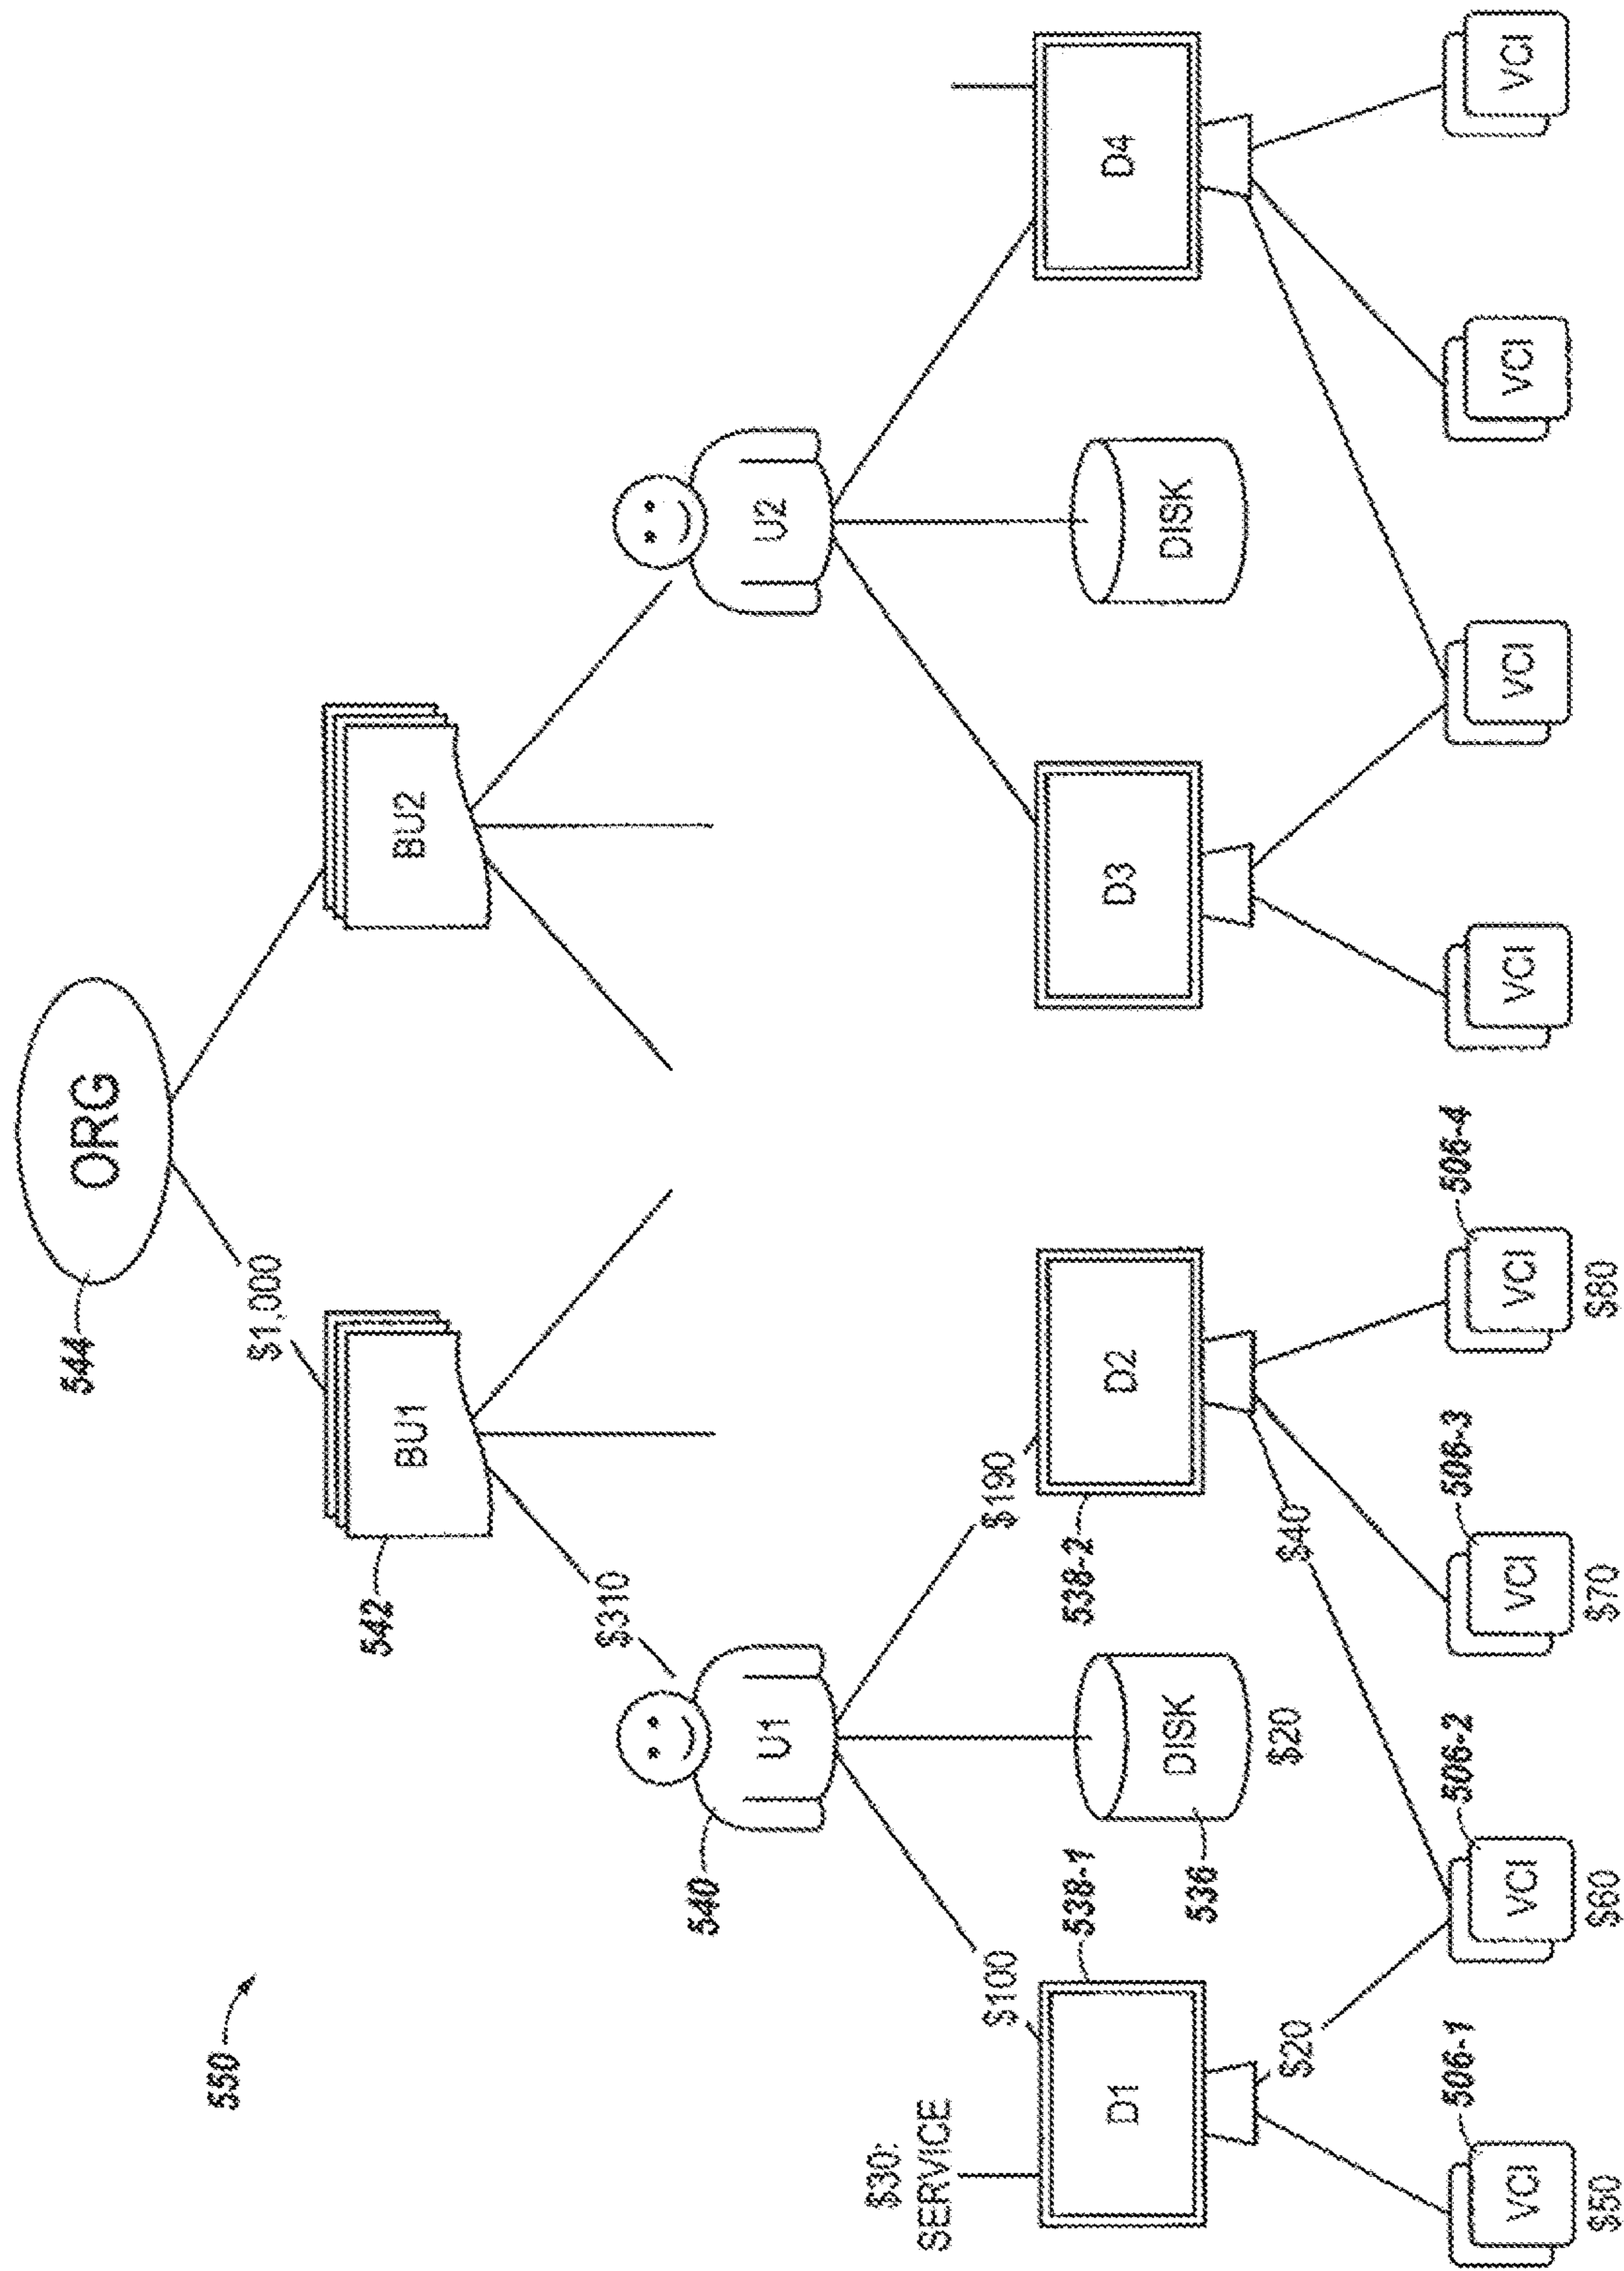 550
ORG
544
$1,000
BU1
BU2
542
$310
U1
U2
540
$30:
SERVICE
$100
$190
D1
538-1
DISK
536
$20
D2
538-2
D3
DISK
D4
$20
$40
VCI
506-1
$50
VCI
506-2
$60
VCI
506-3
$70
VCI
506-4
$80
VCI
VCI
VCI
VCI